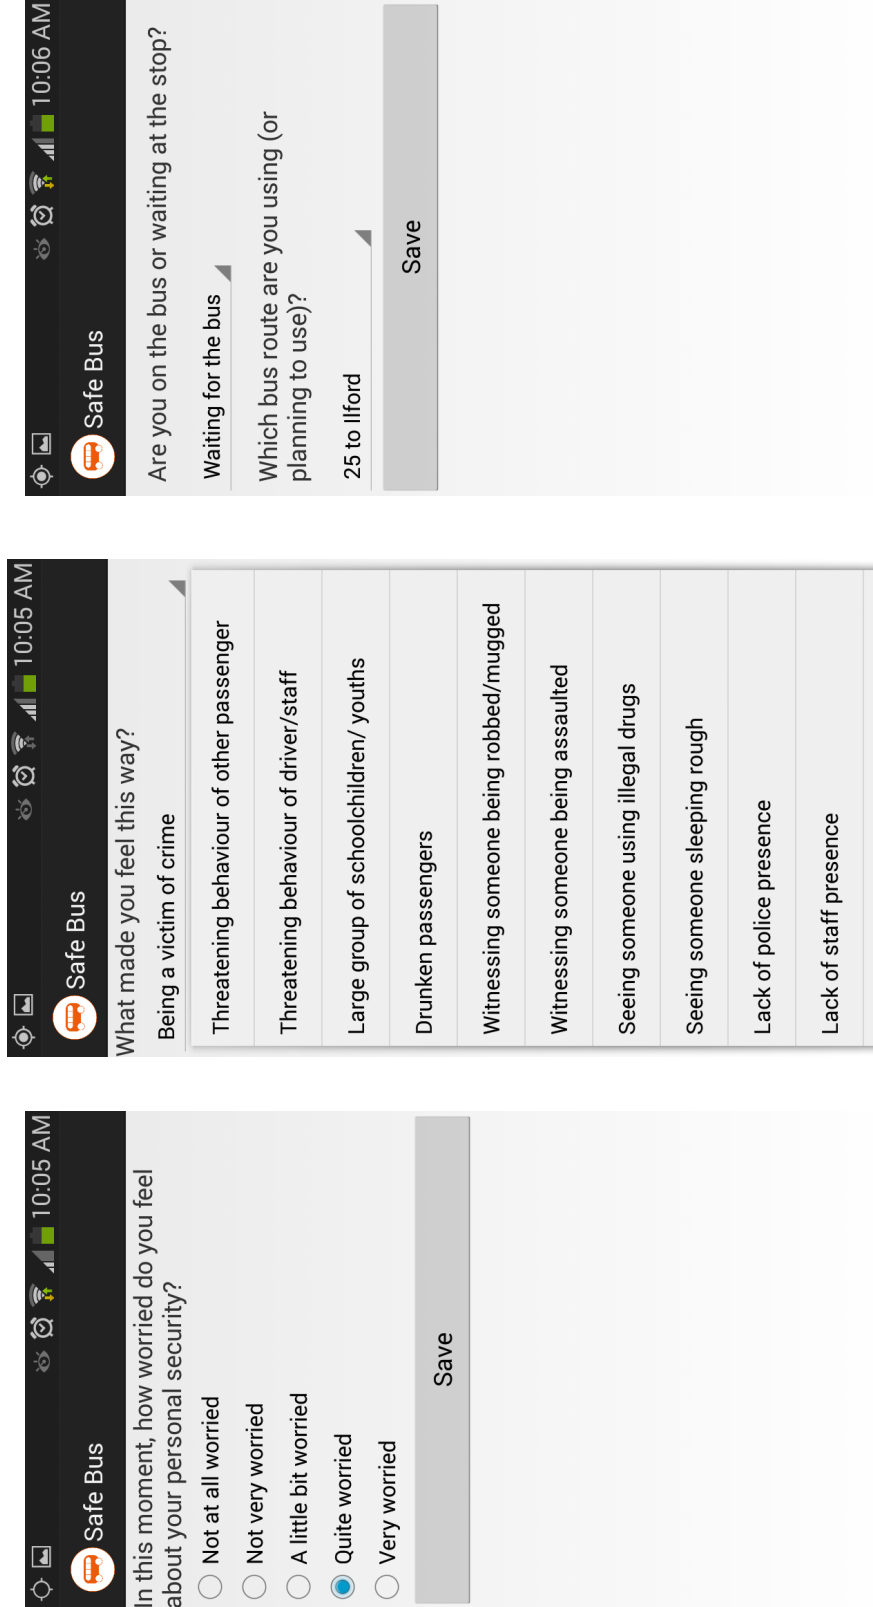 10:05 AM
Safe Bus
In this moment, how worried do you feel
about your personal security?
Not at all worried
Not very worried
A little bit worried
Quite worried
Very worried
Save
10:05 AM
Safe Bus
What made you feel this way?
Being a victim of crime
Threatening behaviour of other passenger
Threatening behaviour of driver/staff
Large group of schoolchildren/ youths
Drunken passengers
Witnessing someone being robbed/mugged
Witnessing someone being assaulted
Seeing someone using illegal drugs
Seeing someone sleeping rough
Lack of police presence
Lack of staff presence
10:06 AM
Safe Bus
Are you on the bus or waiting at the stop?
Waiting for the bus
Which bus route are you using (or
planning to use)?
25 to Ilford
Save